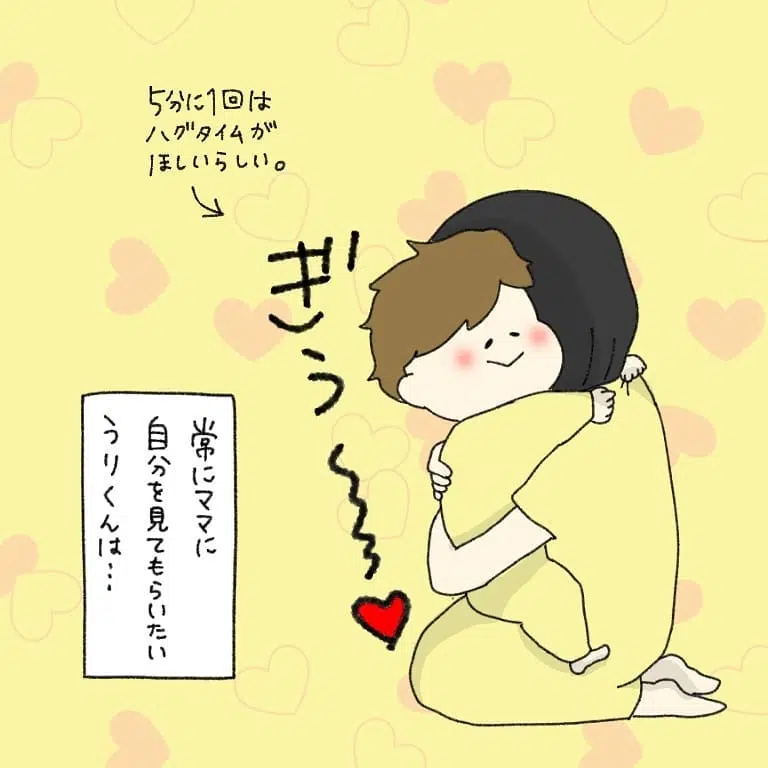 5分に1回は
ハグタイムが
ほしいらしい。
ぎぅ〜〜
常にママに
自分を見てもらいたい
うりくんは…